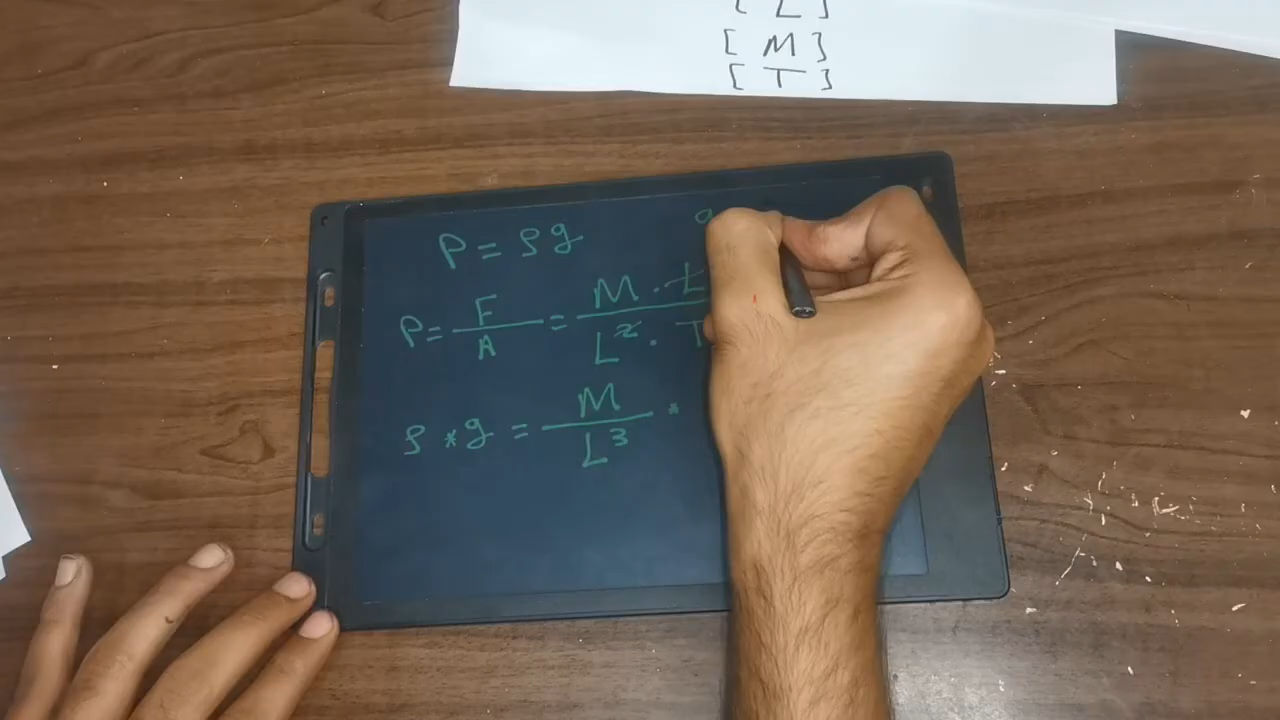 [ L ]
[ M ]
[ T ]
P = ρg
P = F/A = M · L / L² · T
ρ * g = M/L³ *